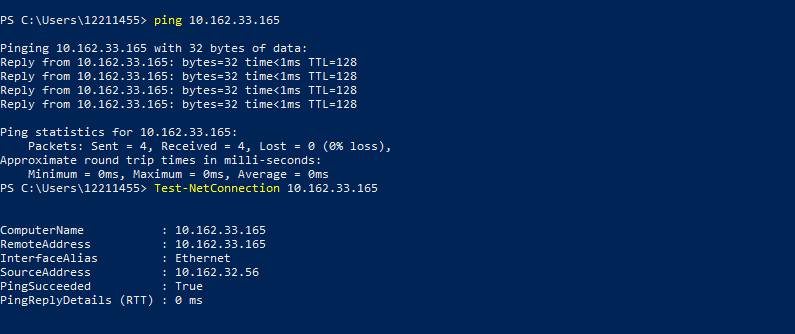 PS C:\Users\12211455> ping 10.162.33.165
Pinging 10.162.33.165 with 32 bytes of data:
Reply from 10.162.33.165: bytes=32 time<1ms TTL=128
Reply from 10.162.33.165: bytes=32 time<1ms TTL=128
Reply from 10.162.33.165: bytes=32 time<1ms TTL=128
Reply from 10.162.33.165: bytes=32 time<1ms TTL=128
Ping statistics for 10.162.33.165:
    Packets: Sent = 4, Received = 4, Lost = 0 (0% loss),
Approximate round trip times in milli-seconds:
    Minimum = 0ms, Maximum = 0ms, Average = 0ms
PS C:\Users\12211455> Test-NetConnection 10.162.33.165
ComputerName           : 10.162.33.165
RemoteAddress          : 10.162.33.165
InterfaceAlias         : Ethernet
SourceAddress          : 10.162.32.56
PingSucceeded          : True
PingReplyDetails (RTT) : 0 ms